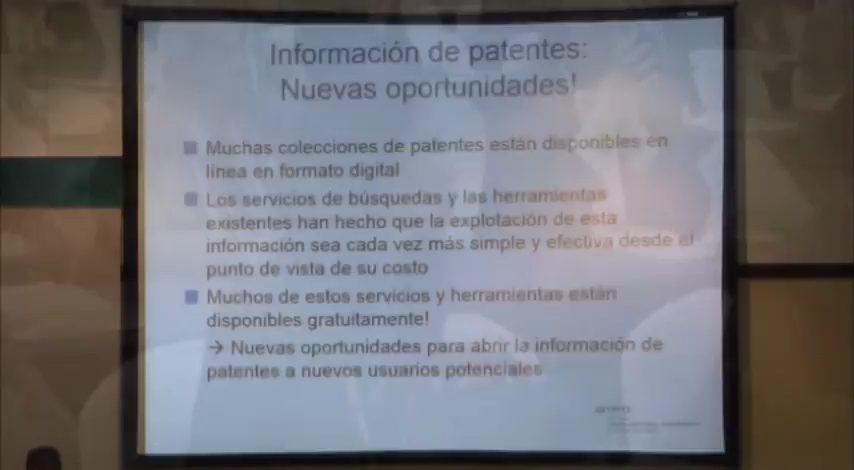 Información de patentes:
Nuevas oportunidades!
Muchas colecciones de patentes están disponibles en
línea en formato digital
Los servicios de búsquedas y las herramientas
existentes han hecho que la explotación de esta
información sea cada vez más simple y efectiva desde el
punto de vista de su costo
Muchos de estos servicios y herramientas están
disponibles gratuitamente!
→ Nuevas oportunidades para abrir la información de
patentes a nuevos usuarios potenciales